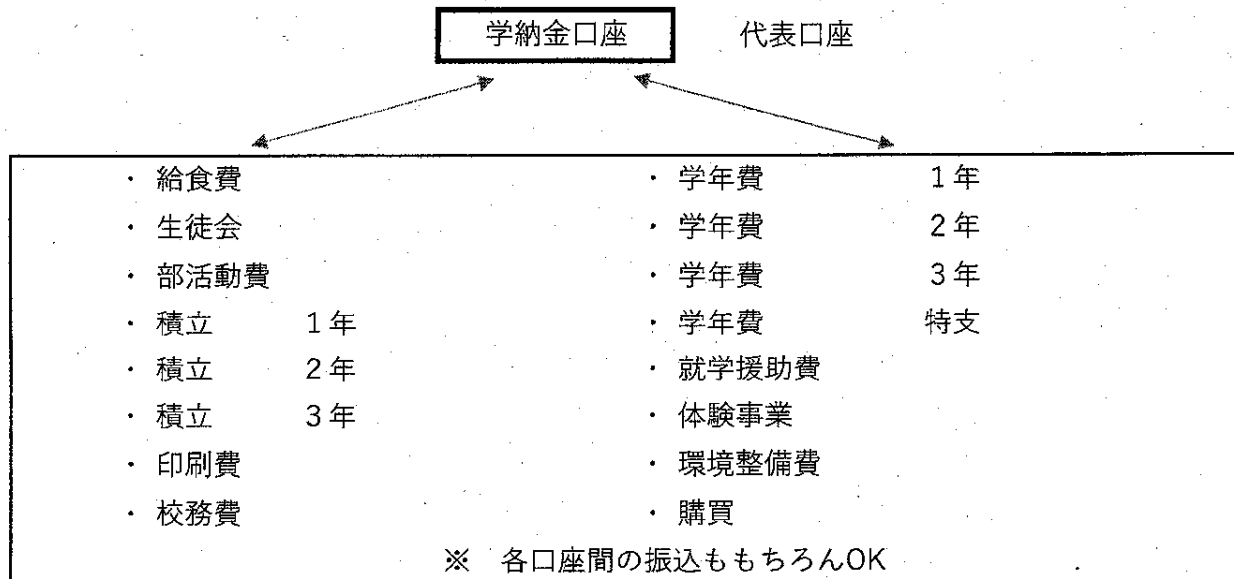 学納金口座　代表口座
・ 給食費　・ 学年費　1年
・ 生徒会　・ 学年費　2年
・ 部活動費　・ 学年費　3年
・ 積立　1年　・ 学年費　特支
・ 積立　2年　・ 就学援助費
・ 積立　3年　・ 体験事業
・ 印刷費　・ 環境整備費
・ 校務費　・ 購買
※　各口座間の振込ももちろんOK